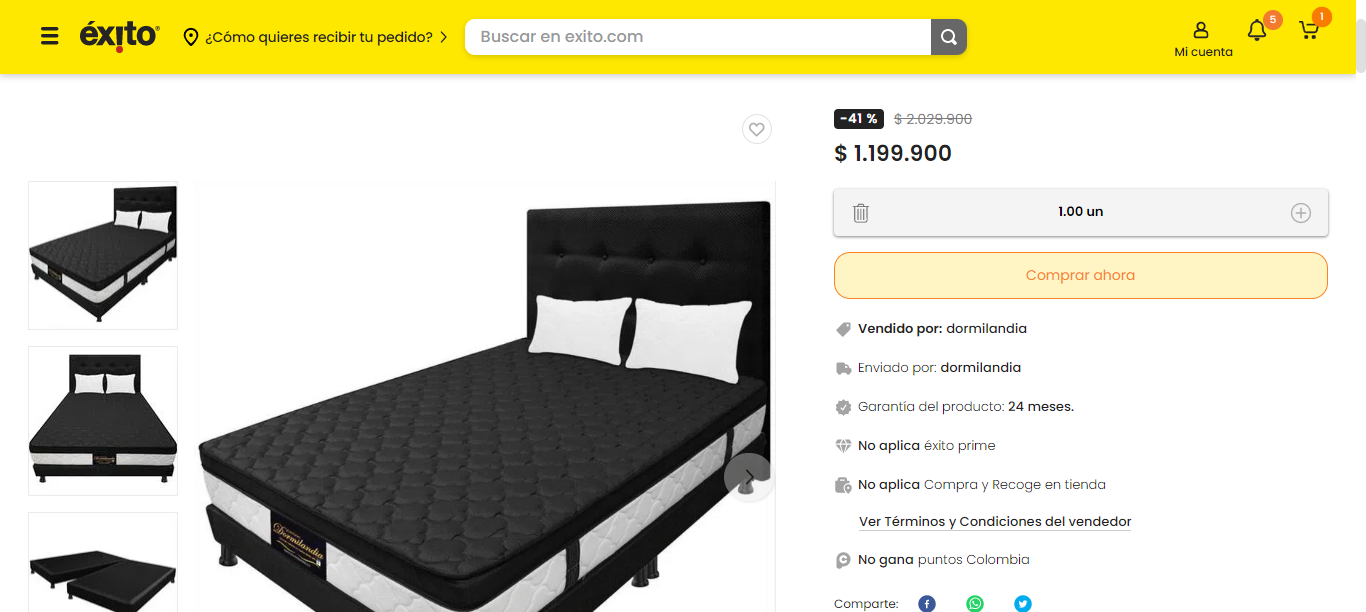 éxito
¿Cómo quieres recibir tu pedido?
Buscar en exito.com
Mi cuenta
5
1
-41 %
$ 2.029.900
$ 1.199.900
1.00 un
Comprar ahora
Vendido por: dormilandia
Enviado por: dormilandia
Garantía del producto: 24 meses.
No aplica éxito prime
No aplica Compra y Recoge en tienda
Ver Términos y Condiciones del vendedor
No gana puntos Colombia
Comparte:
Dormilandia